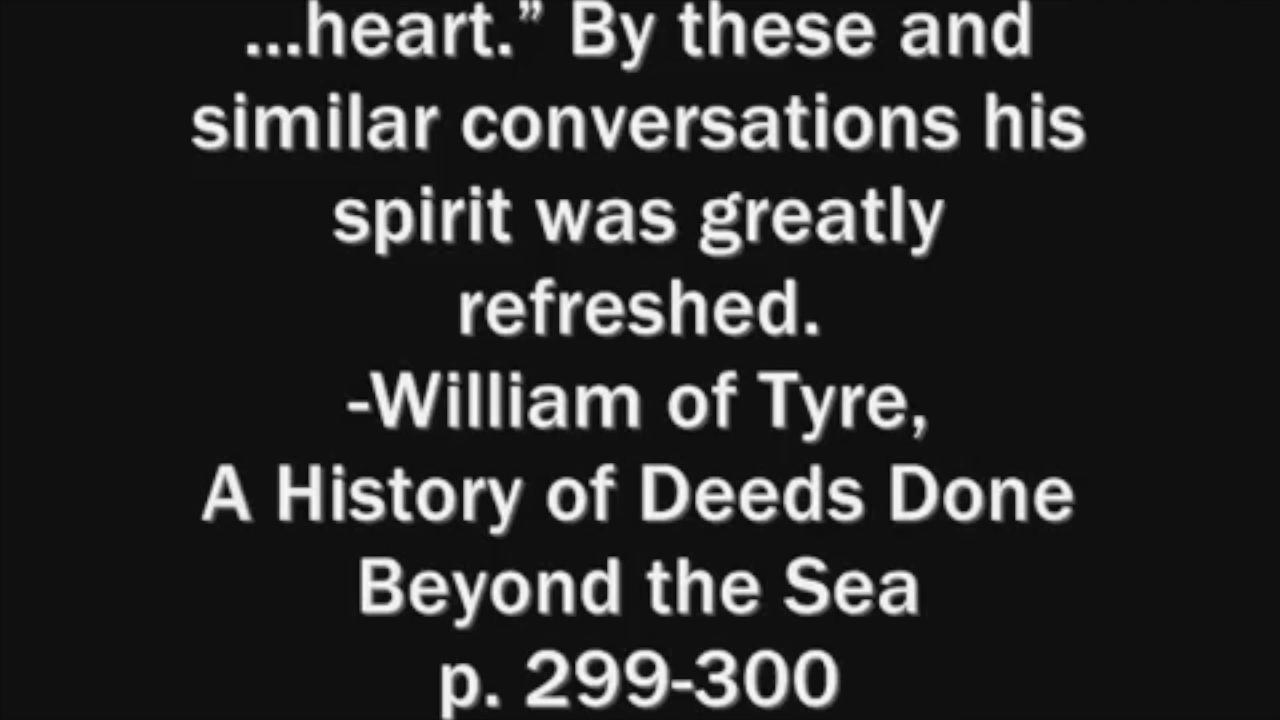 ...heart.” By these and
similar conversations his
spirit was greatly
refreshed.
-William of Tyre,
A History of Deeds Done
Beyond the Sea
p. 299-300